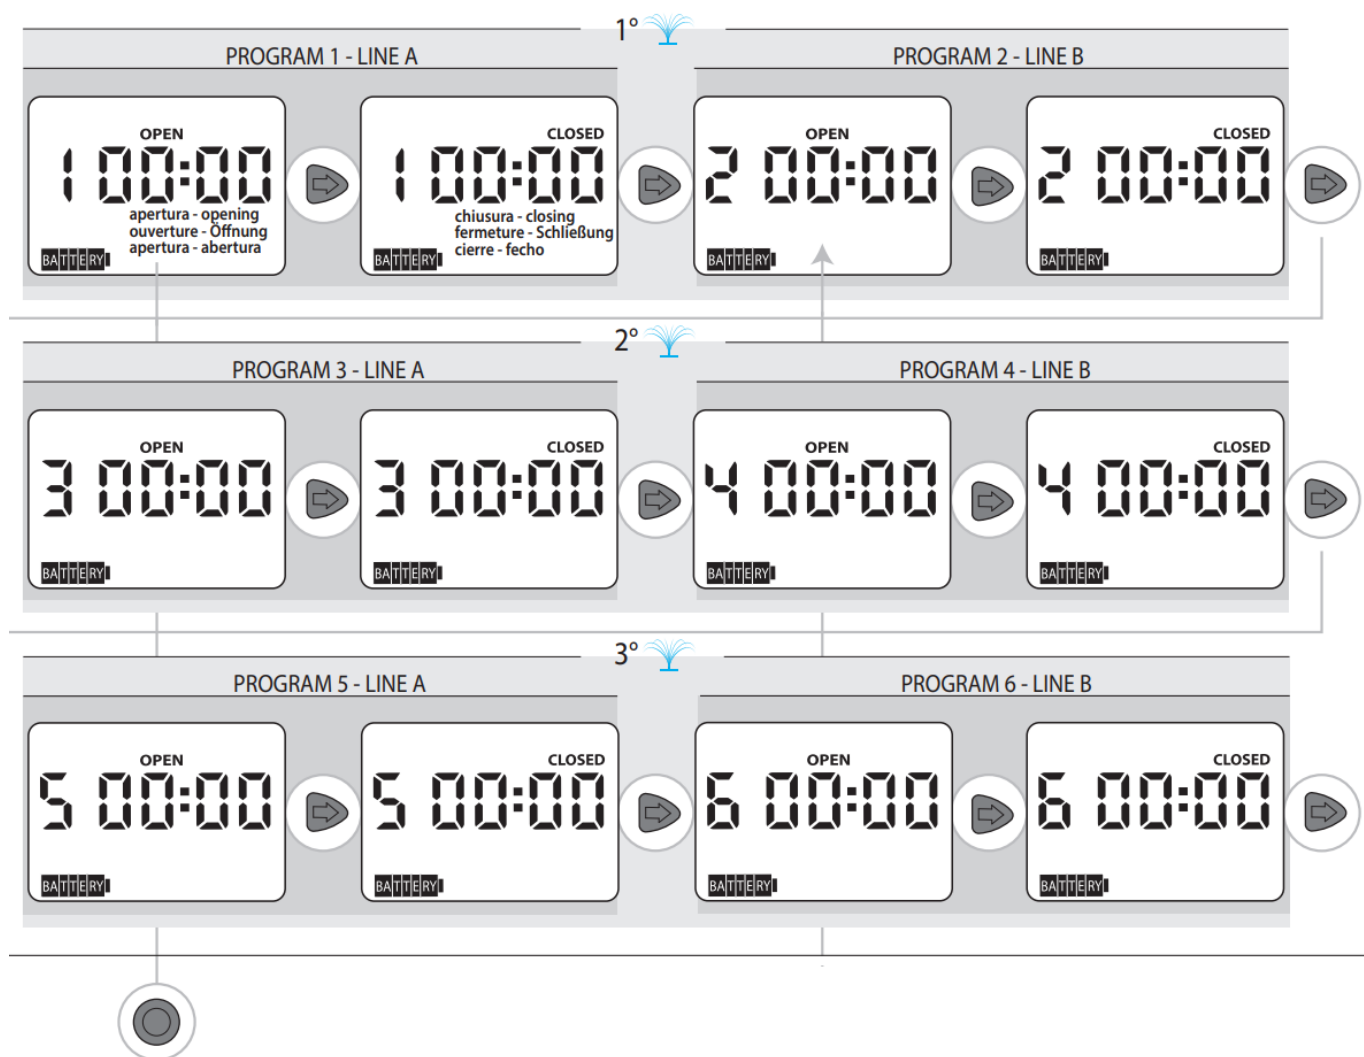 1°
PROGRAM 1 - LINE A
PROGRAM 2 - LINE B
OPEN
1 00:00
apertura - opening
ouverture - Öffnung
apertura - abertura
BATTERY
CLOSED
1 00:00
chiusura - closing
fermeture - Schließung
cierre - fecho
BATTERY
OPEN
2 00:00
BATTERY
CLOSED
2 00:00
BATTERY
2°
PROGRAM 3 - LINE A
PROGRAM 4 - LINE B
OPEN
3 00:00
BATTERY
CLOSED
3 00:00
BATTERY
OPEN
4 00:00
BATTERY
CLOSED
4 00:00
BATTERY
3°
PROGRAM 5 - LINE A
PROGRAM 6 - LINE B
OPEN
5 00:00
BATTERY
CLOSED
5 00:00
BATTERY
OPEN
6 00:00
BATTERY
CLOSED
6 00:00
BATTERY